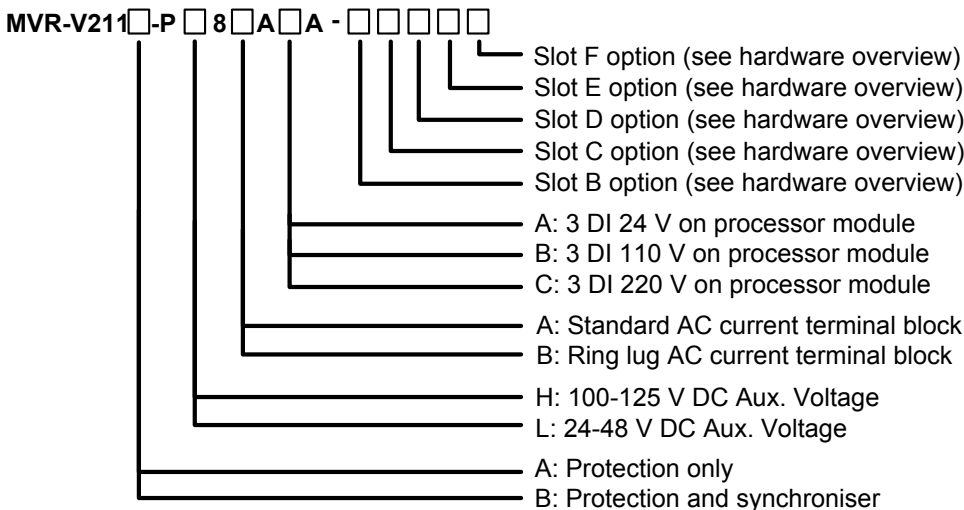 MVR-V211□-P□8□A□A-□□□□□
Slot F option (see hardware overview)
Slot E option (see hardware overview)
Slot D option (see hardware overview)
Slot C option (see hardware overview)
Slot B option (see hardware overview)
A: 3 DI 24 V on processor module
B: 3 DI 110 V on processor module
C: 3 DI 220 V on processor module
A: Standard AC current terminal block
B: Ring lug AC current terminal block
H: 100-125 V DC Aux. Voltage
L: 24-48 V DC Aux. Voltage
A: Protection only
B: Protection and synchroniser